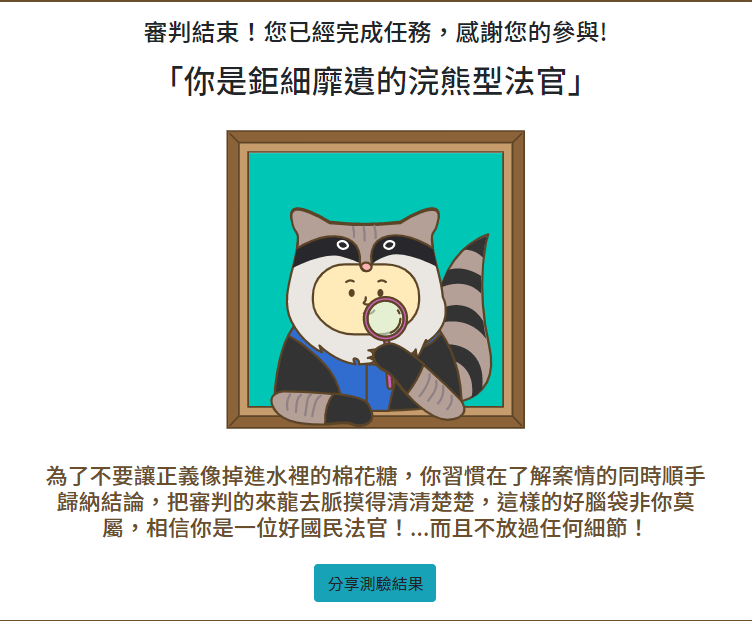 審判結束！您已經完成任務，感謝您的參與!
「你是鉅細靡遺的浣熊型法官」
為了不要讓正義像掉進水裡的棉花糖，你習慣在了解案情的同時順手
歸納結論，把審判的來龍去脈摸得清清楚楚，這樣的好腦袋非你莫
屬，相信你是一位好國民法官！...而且不放過任何細節！
分享測驗結果